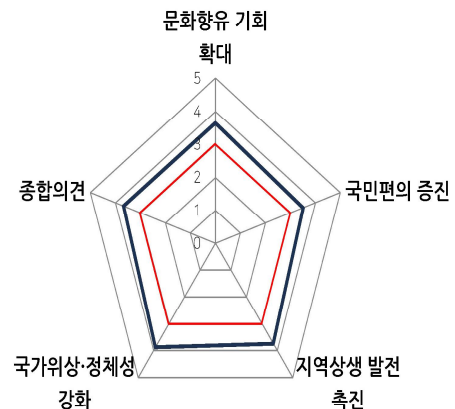 문화향유 기회
확대
5
4
3
2
1
0
종합의견
국민편의 증진
국가위상·정체성
강화
지역상생 발전
촉진